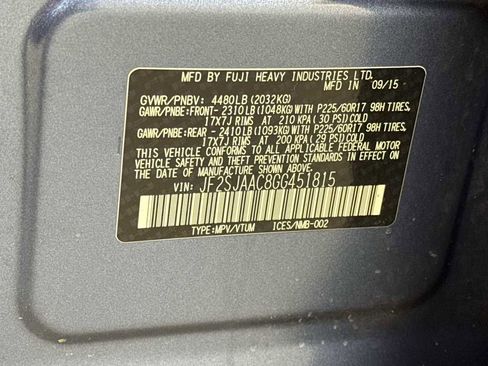 MFD. BY FUJI HEAVY INDUSTRIES LTD.
MFD. IN 09/15
GVWR/PNBV: 4480LB (2032KG)
GAWR/PNBE: FRONT- 2310LB (1048KG) WITH P225/60R17 98H TIRES,
17X7J RIMS AT 210 KPA (30 PSI) COLD
GAWR/PNBE: REAR - 2410LB (1093KG) WITH P225/60R17 98H TIRES,
17X7J RIMS AT 200 KPA (29 PSI) COLD
THIS VEHICLE CONFORMS TO ALL APPLICABLE FEDERAL MOTOR
VEHICLE SAFETY, BUMPER, AND THEFT PREVENTION STANDARDS
IN EFFECT ON THE DATE OF MANUFACTURE SHOWN ABOVE.
VIN: JF2SJAAC8GG451815
TYPE: MPV/VTUM ICES/NMB-002